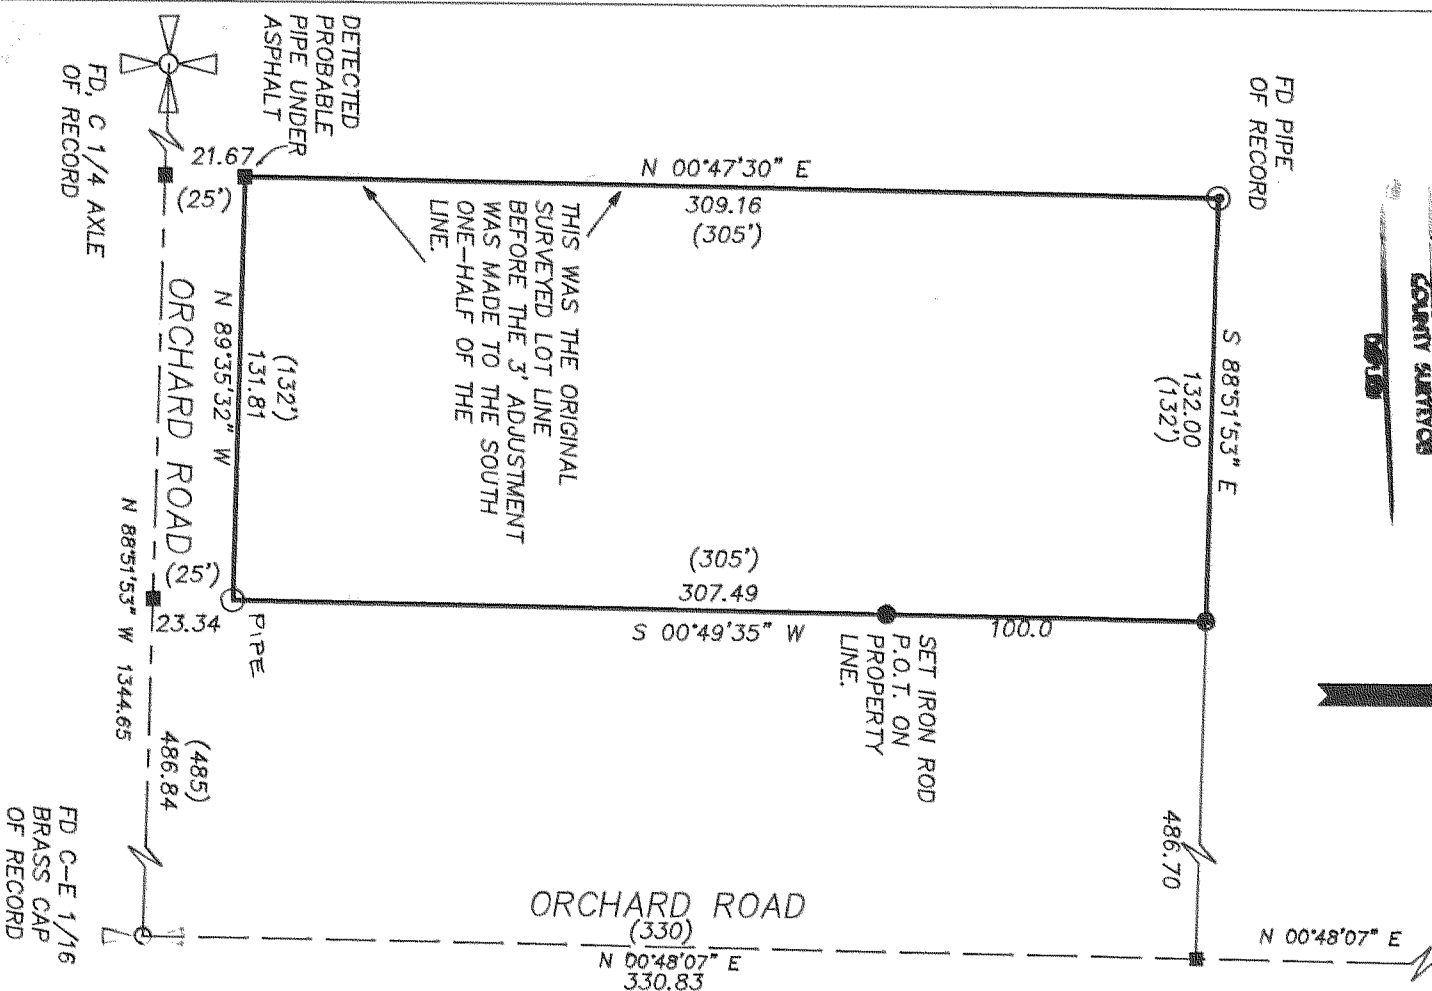 DETECTED
PROBABLE
PIPE UNDER
ASPHALT
FD, C 1/4 AXLE
OF RECORD
21.67
(25')
N 00°47'30" E
309.16
(305')
FD PIPE
OF RECORD
COUNTY SURVEYOR
THIS WAS THE ORIGINAL
SURVEYED LOT LINE
BEFORE THE 3' ADJUSTMENT
WAS MADE TO THE SOUTH
ONE-HALF OF THE
LINE.
S 88°51'53" E
132.00
(132')
(132')
131.81
N 89°35'32" W
ORCHARD ROAD
(25')
23.34
PIPE
(305')
307.49
S 00°49'35" W
100.0
SET IRON ROD
P.O.T. ON
PROPERTY
LINE.
N 88°51'53" W 1344.65
(485)
486.84
486.70
FD C-E 1/16
BRASS CAP
OF RECORD
ORCHARD ROAD
(330)
N 00°48'07" E
330.83
N 00°48'07" E